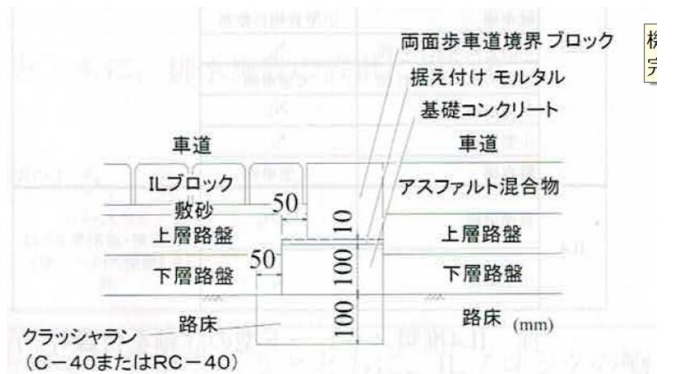 両面歩車道境界ブロック
据え付けモルタル
基礎コンクリート
車道
車道
ILブロック
アスファルト混合物
敷砂
50
10
上層路盤
上層路盤
50
100
下層路盤
下層路盤
100
路床
路床 (mm)
クラッシャラン
(C-40またはRC-40)